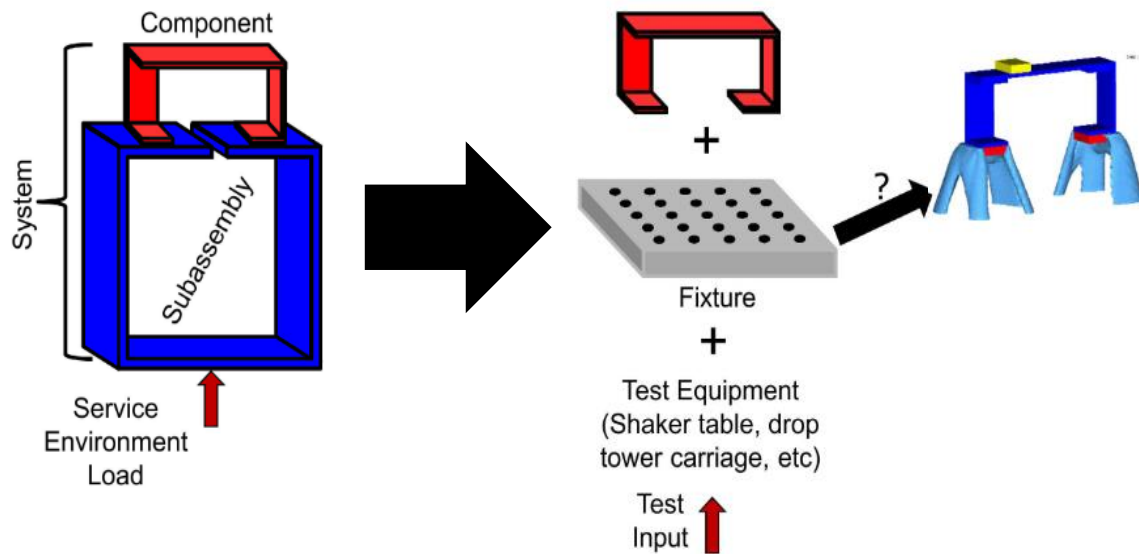 Component
System
Subassembly
Service
Environment
Load
+
Fixture
+
Test Equipment
(Shaker table, drop
tower carriage, etc)
Test
Input
?